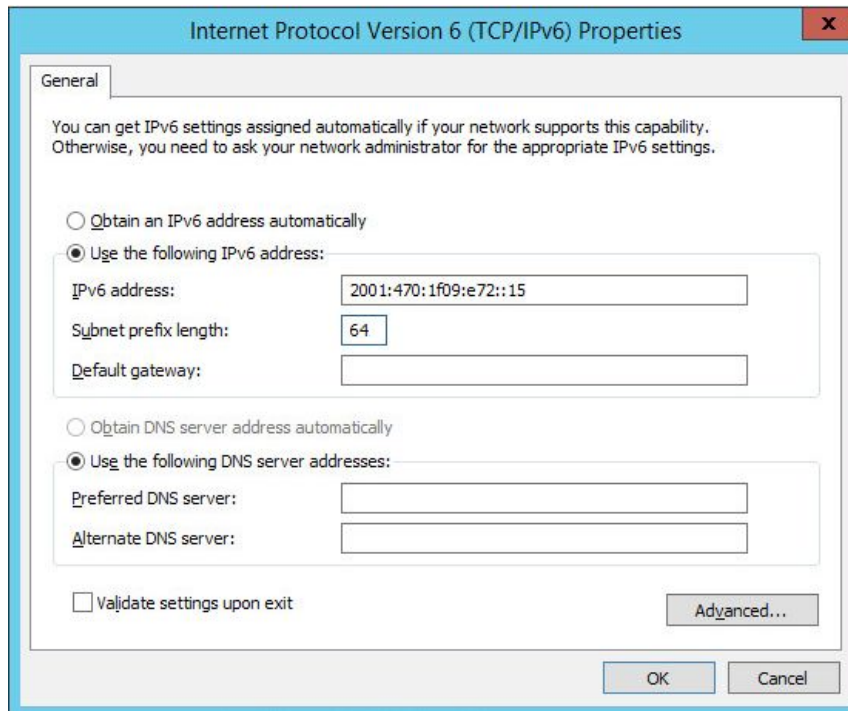 Internet Protocol Version 6 (TCP/IPv6) Properties
x
General
You can get IPv6 settings assigned automatically if your network supports this capability.
Otherwise, you need to ask your network administrator for the appropriate IPv6 settings.
Obtain an IPv6 address automatically
Use the following IPv6 address:
IPv6 address: 2001:470:1f09:e72::15
Subnet prefix length: 64
Default gateway:
Obtain DNS server address automatically
Use the following DNS server addresses:
Preferred DNS server:
Alternate DNS server:
Validate settings upon exit
Advanced...
OK Cancel